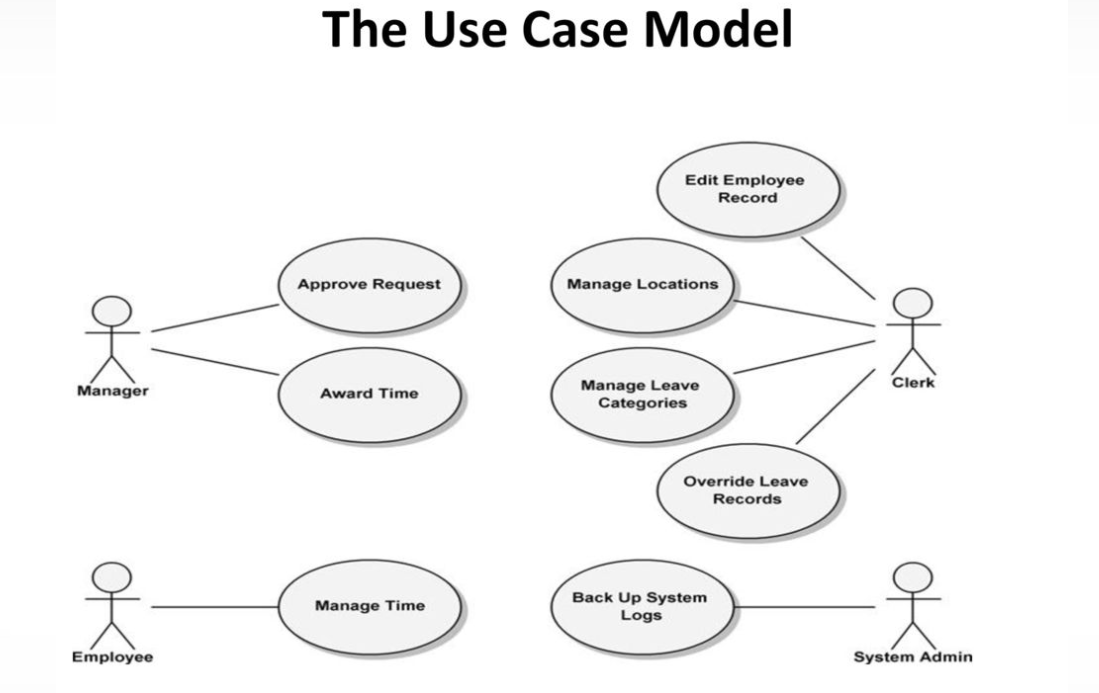 The Use Case Model
Edit Employee
Record
Approve Request
Manage Locations
Manager
Clerk
Award Time
Manage Leave
Categories
Override Leave
Records
Manage Time
Back Up System
Logs
Employee
System Admin